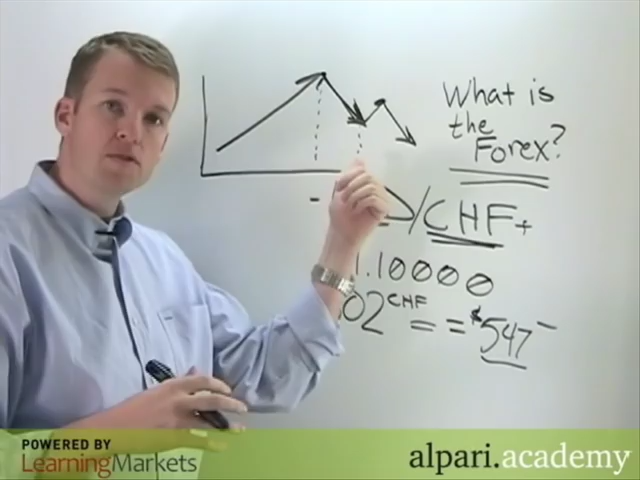 What is
the
Forex?
/CHF+
1.10000
02 CHF = = $547-
POWERED BY
LearningMarkets
alpari.academy